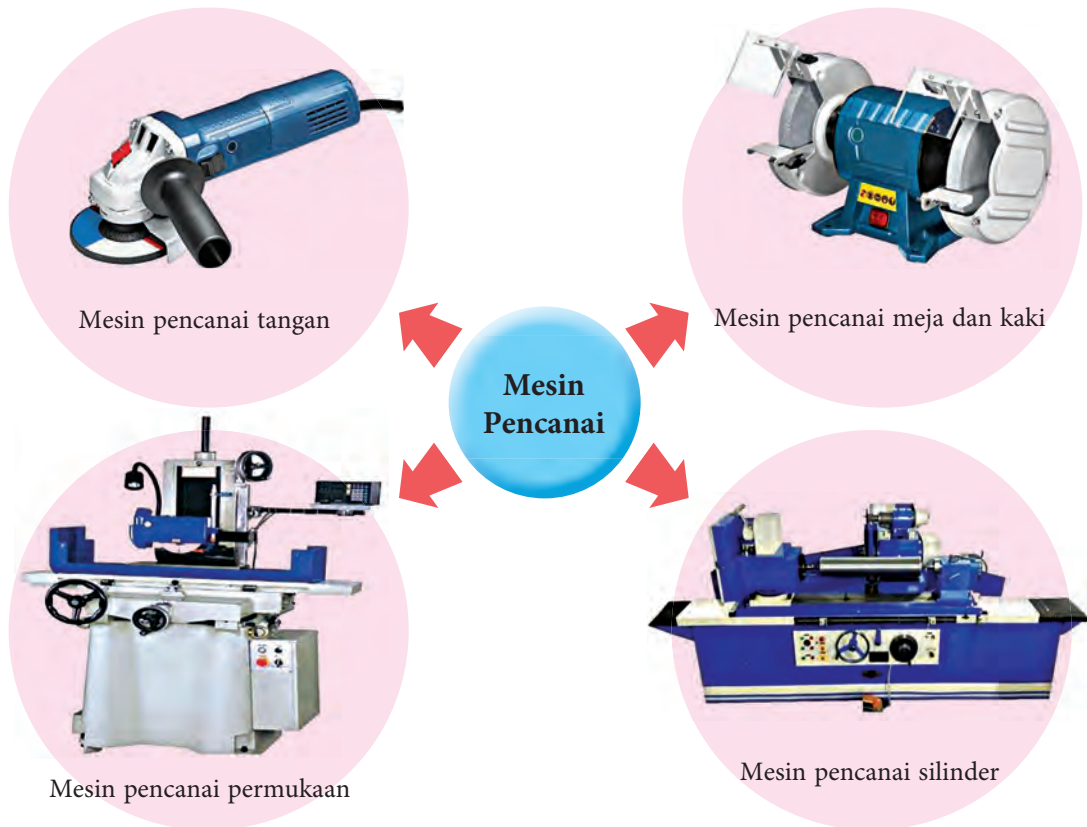 Mesin pencanai tangan
Mesin pencanai meja dan kaki
Mesin
Pencanai
Mesin pencanai permukaan
Mesin pencanai silinder